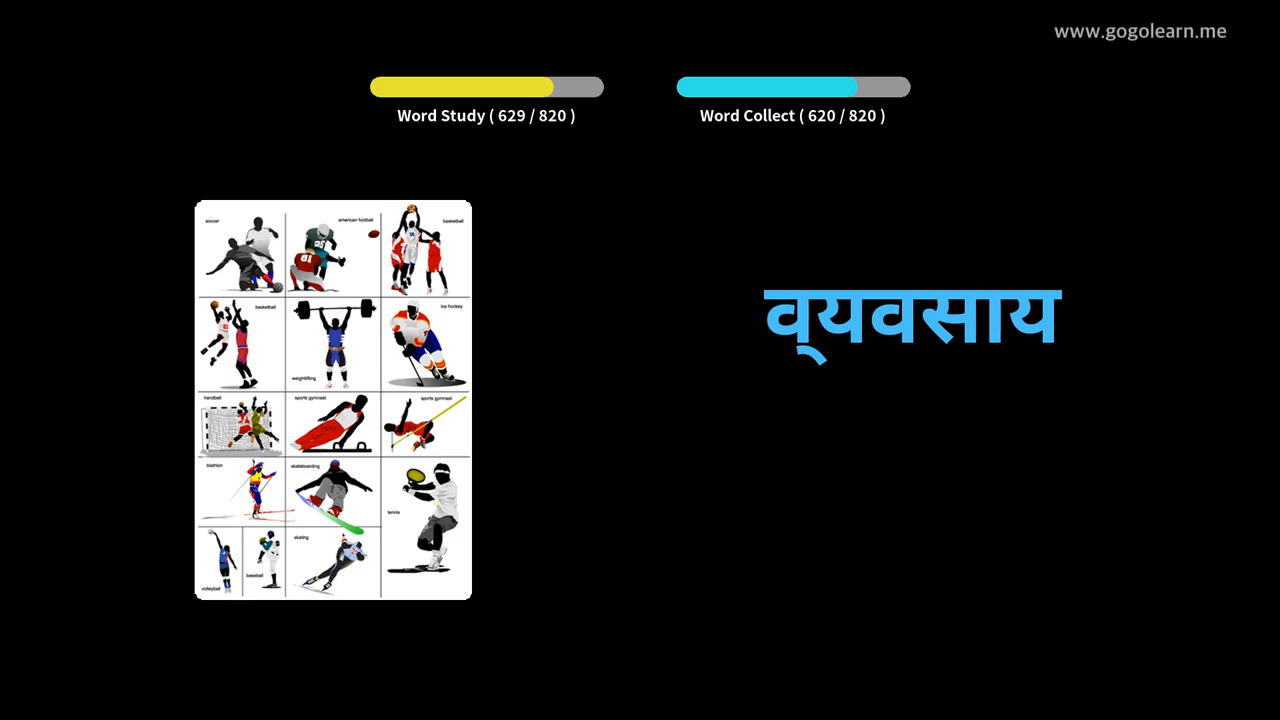 www.gogolearn.me
Word Study ( 629 / 820 )
Word Collect ( 620 / 820 )
soccer
american football
basketball
basketball
weightlifting
ice hockey
handball
sports gymnast
sports gymnast
biathlon
skateboarding
tennis
volleyball
baseball
skating
व्‌यवसाय